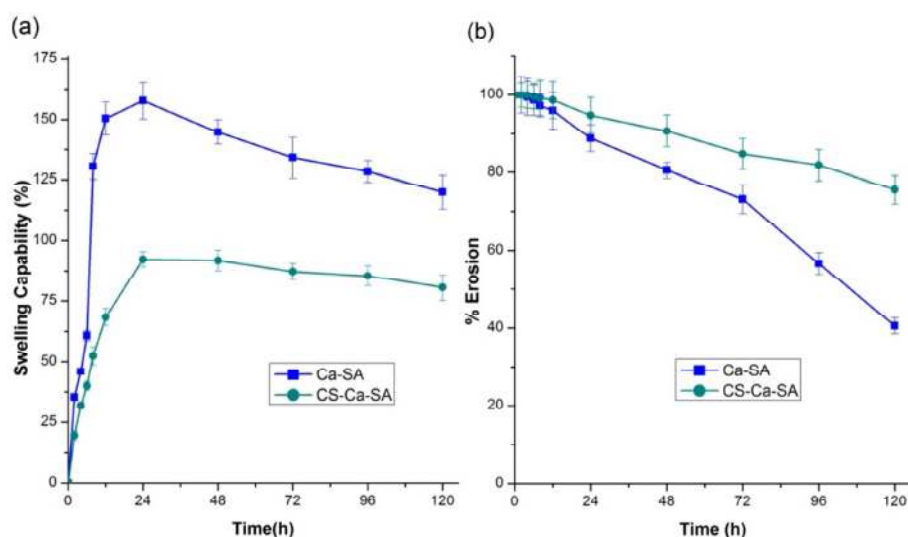 (a)
175
150
125
100
75
50
25
0
Swelling Capability (%)
Ca-SA
CS-Ca-SA
0 24 48 72 96 120
Time(h)
(b)
100
80
60
40
20
0
% Erosion
Ca-SA
CS-Ca-SA
0 24 48 72 96 120
Time (h)